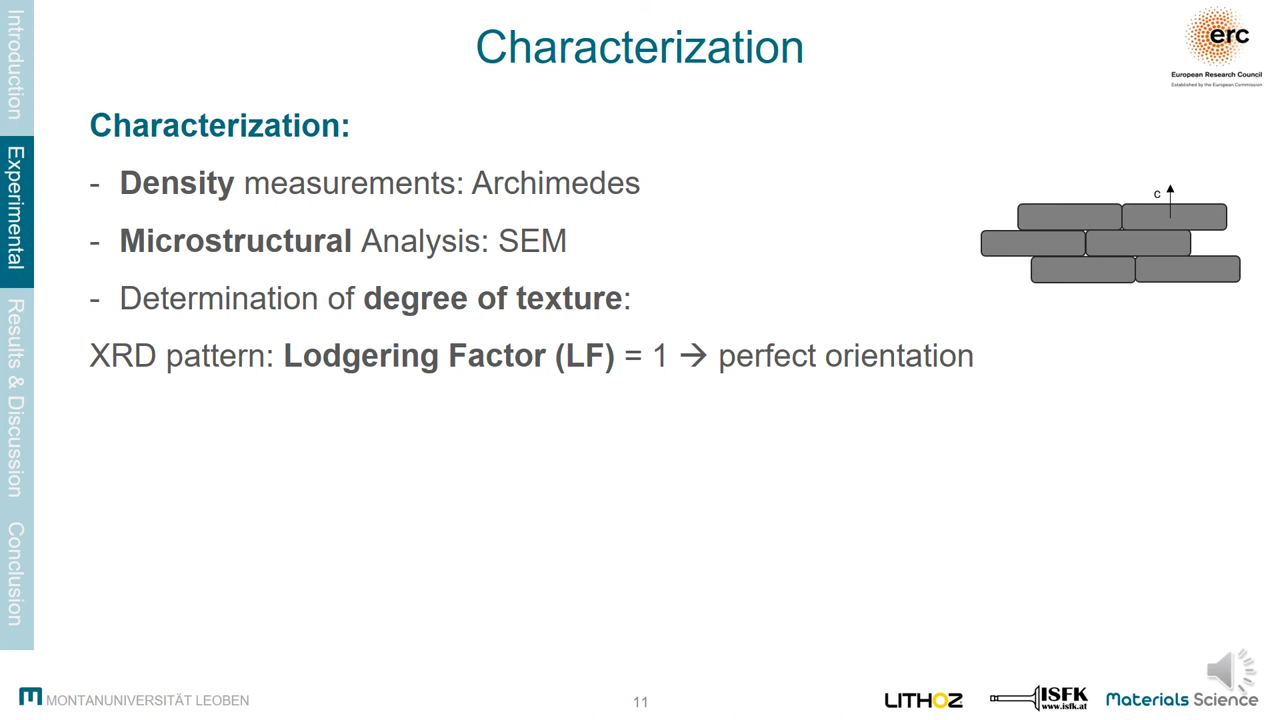 Characterization
erc
European Research Council
Established by the European Commission
Introduction
Experimental
Results & Discussion
Conclusion
Characterization:
- Density measurements: Archimedes
- Microstructural Analysis: SEM
- Determination of degree of texture:
XRD pattern: Lodgering Factor (LF) = 1 → perfect orientation
c
MONTANUNIVERSITÄT LEOBEN
11
LITHOZ
ISFK
www.isfk.at
Materials Science